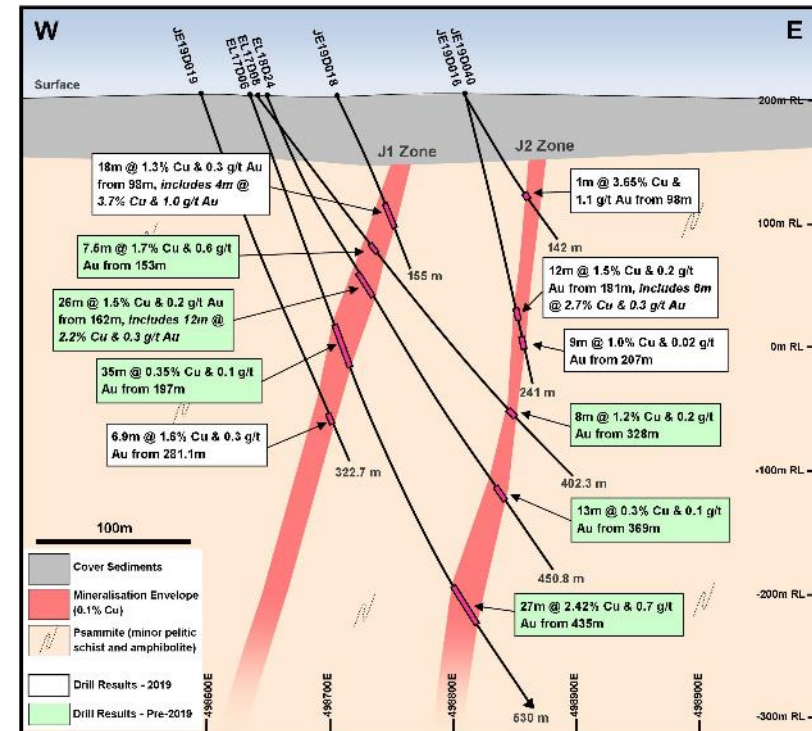 W
E
JE19D019
EL17D06
EL17D08
EL18D24
JE19D018
JE19D016
JE19D040
Surface
200m RL
J1 Zone
J2 Zone
18m @ 1.3% Cu & 0.3 g/t
Au from 98m, includes 4m @
3.7% Cu & 1.0 g/t Au
1m @ 3.65% Cu &
1.1 g/t Au from 98m
100m RL
7.6m @ 1.7% Cu & 0.6 g/t
Au from 153m
142 m
155 m
12m @ 1.5% Cu & 0.2 g/t
Au from 181m, includes 6m
@ 2.7% Cu & 0.3 g/t Au
26m @ 1.5% Cu & 0.2 g/t Au
from 162m, includes 12m @
2.2% Cu & 0.3 g/t Au
0m RL
9m @ 1.0% Cu & 0.02 g/t
Au from 207m
35m @ 0.35% Cu & 0.1 g/t
Au from 197m
241 m
8m @ 1.2% Cu & 0.2 g/t
Au from 328m
6.9m @ 1.6% Cu & 0.3 g/t
Au from 281.1m
322.7 m
402.3 m
-100m RL
13m @ 0.3% Cu & 0.1 g/t
Au from 369m
100m
450.8 m
Cover Sediments
Mineralisation Envelope
(0.1% Cu)
-200m RL
27m @ 2.42% Cu & 0.7 g/t
Au from 435m
Psammite (minor pelitic
schist and amphibolite)
Drill Results - 2019
Drill Results - Pre-2019
498600E
498700E
498800E
498900E
498900E
530 m
-300m RL